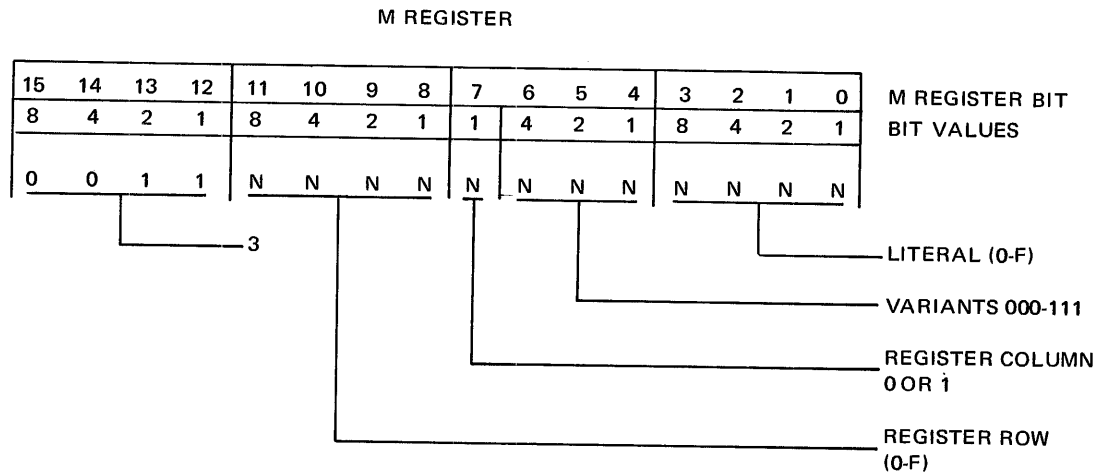 M REGISTER
15 14 13 12 11 10 9 8 7 6 5 4 3 2 1 0 M REGISTER BIT
8 4 2 1 8 4 2 1 1 4 2 1 8 4 2 1 BIT VALUES
0 0 1 1 N N N N N N N N N N N N
3
LITERAL (0-F)
VARIANTS 000-111
REGISTER COLUMN
0 OR 1
REGISTER ROW
(0-F)